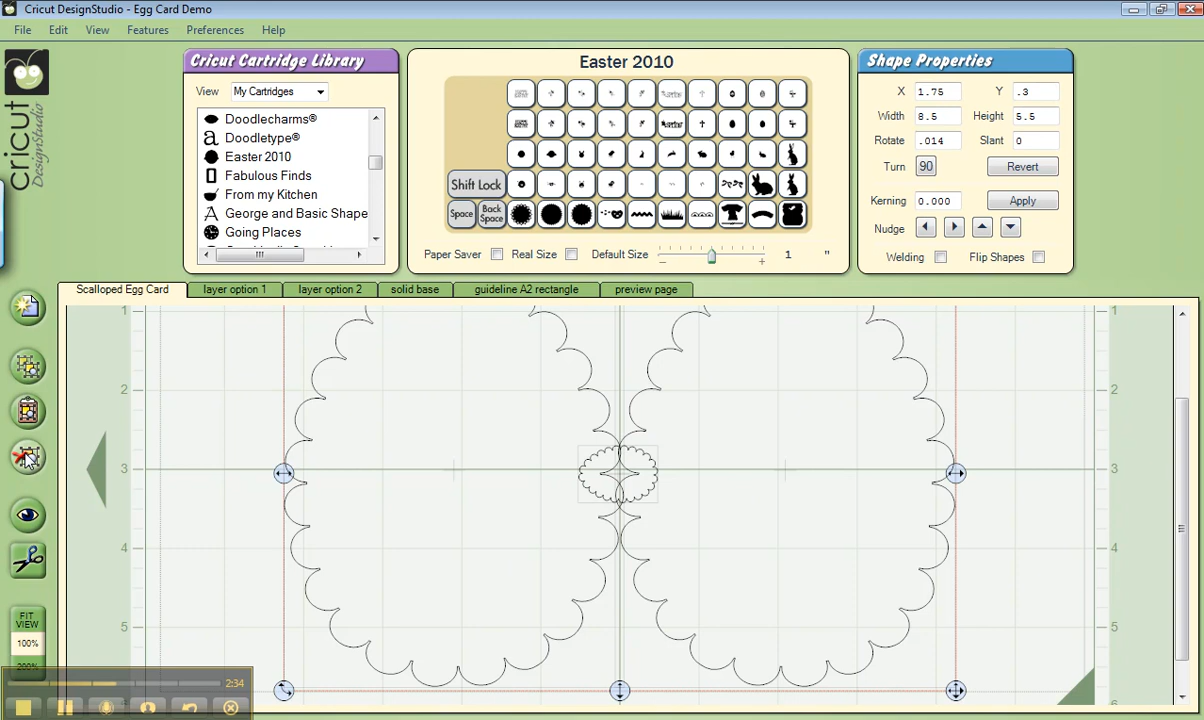 Cricut DesignStudio - Egg Card Demo
File Edit View Features Preferences Help
Cricut DesignStudio
Cricut Cartridge Library
View My Cartridges
Doodlecharms®
Doodletype®
Easter 2010
Fabulous Finds
From my Kitchen
George and Basic Shape
Going Places
Easter 2010
Shift Lock
Space
Back Space
Paper Saver Real Size Default Size 1 "
Shape Properties
X 1.75 Y .3
Width 8.5 Height 5.5
Rotate .014 Slant 0
Turn 90 Revert
Kerning 0.000 Apply
Nudge
Welding Flip Shapes
Scalloped Egg Card layer option 1 layer option 2 solid base guideline A2 rectangle preview page
1 1
2 2
3 3
4 4
5 5
FIT VIEW
100%
200%
2:34